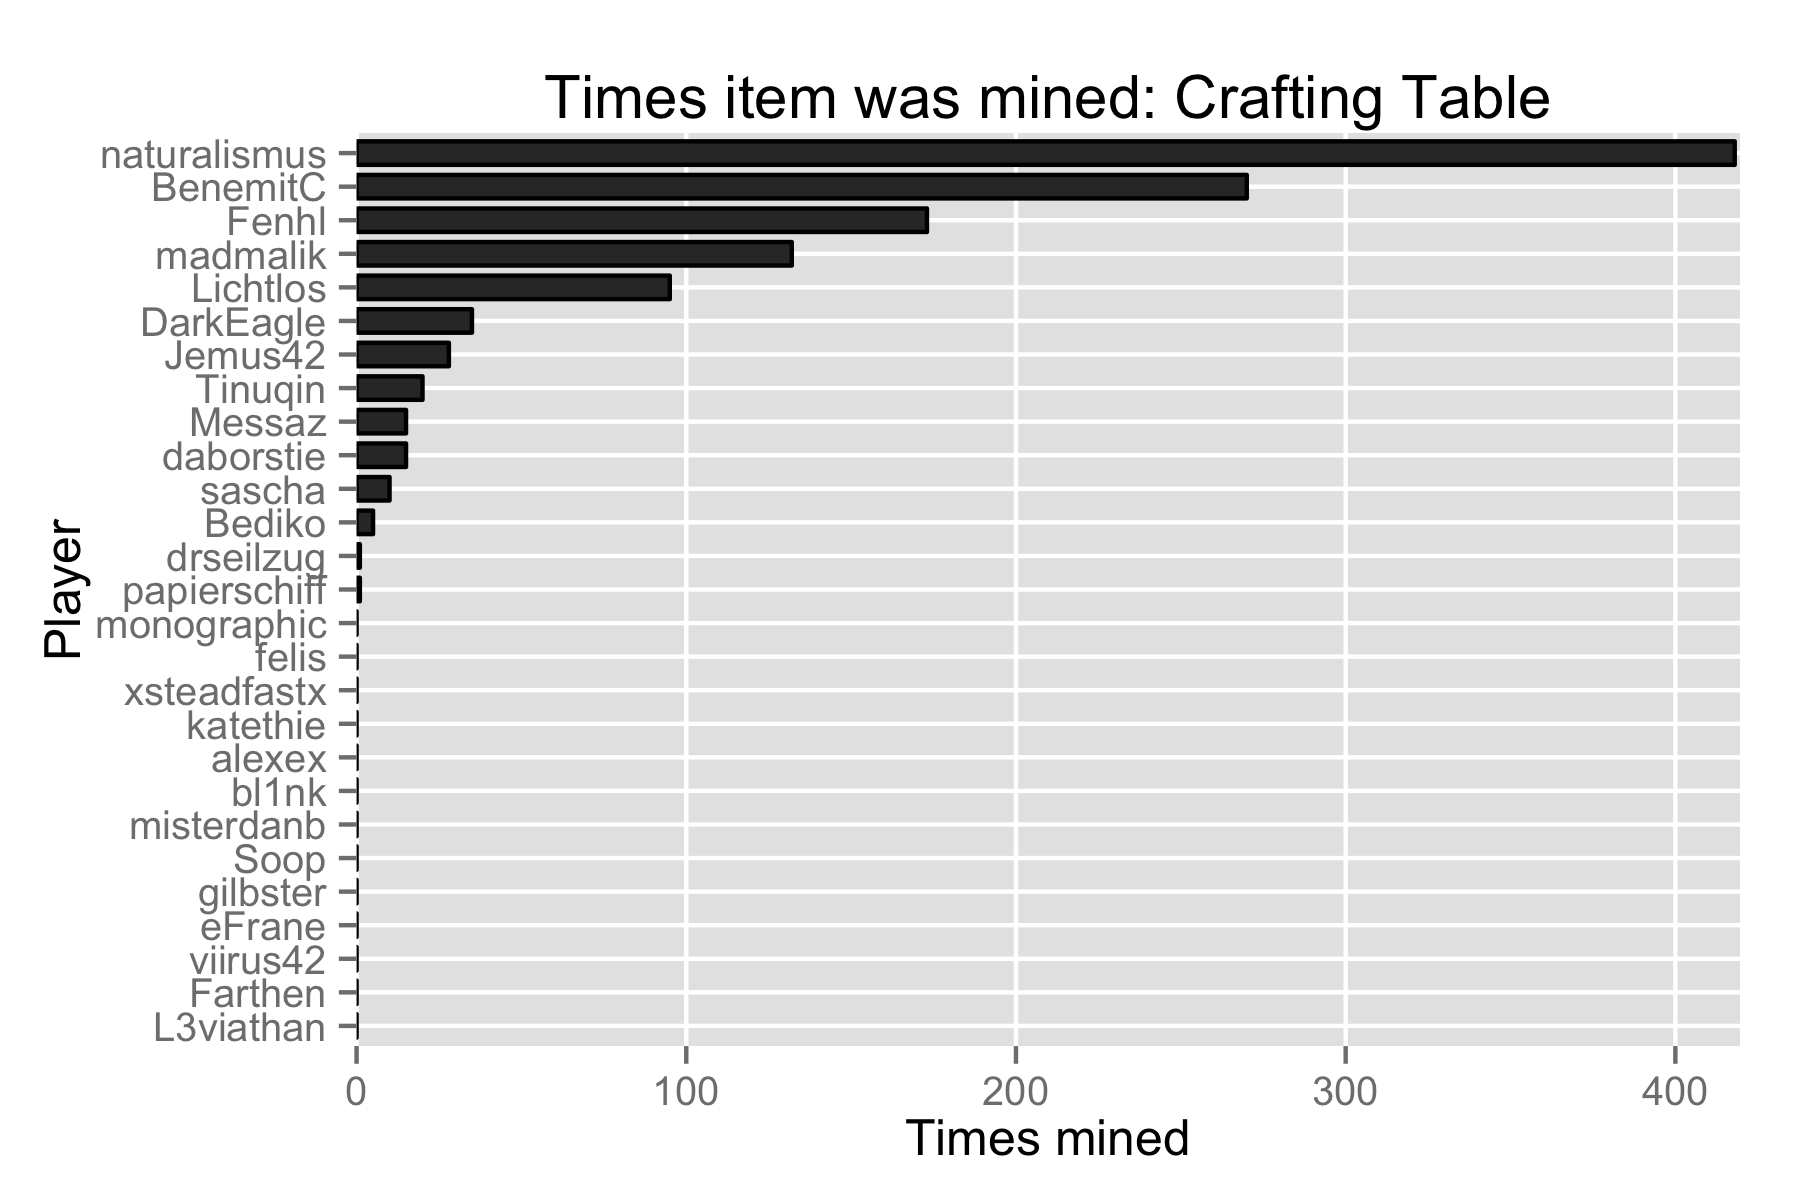 Times item was mined: Crafting Table
naturalismus
BenemitC
Fenhl
madmalik
Lichtlos
DarkEagle
Jemus42
Tinuqin
Messaz
daborstie
sascha
Bediko
drseilzug
papierschiff
monographic
felis
xsteadfastx
katethie
alexex
bl1nk
misterdanb
Soop
gilbster
eFrane
viirus42
Farthen
L3viathan
Player
0 100 200 300 400
Times mined